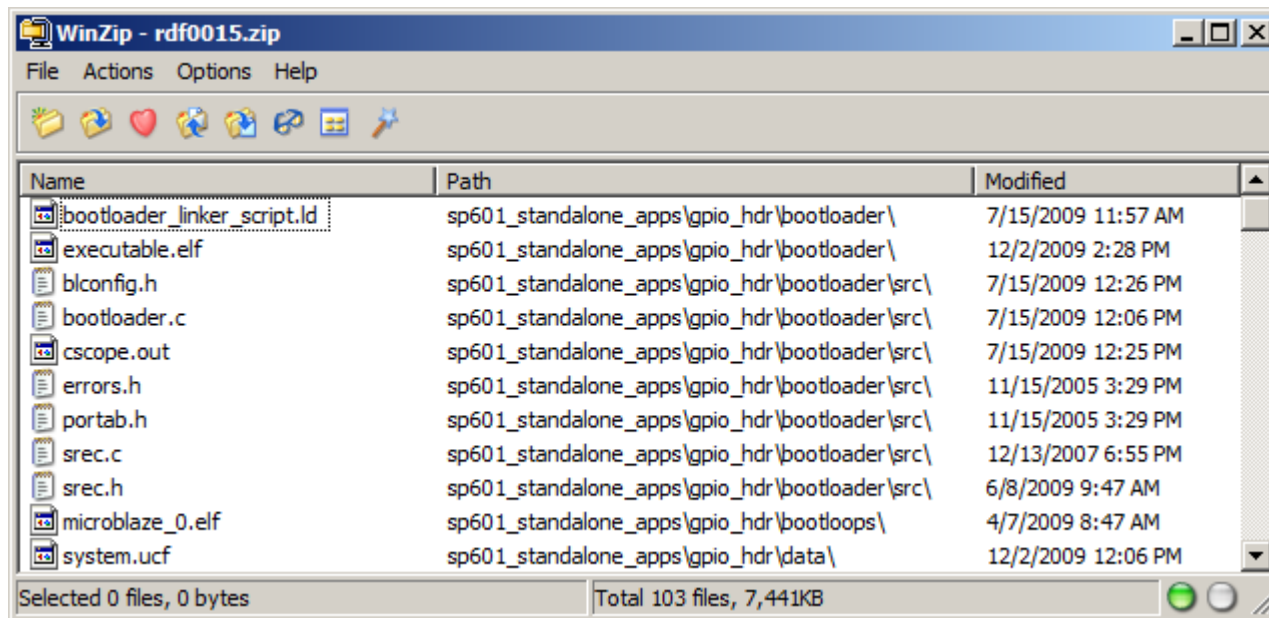 WinZip - rdf0015.zip
File Actions Options Help
Name Path Modified
bootloader_linker_script.ld sp601_standalone_apps\gpio_hdr\bootloader\ 7/15/2009 11:57 AM
executable.elf sp601_standalone_apps\gpio_hdr\bootloader\ 12/2/2009 2:28 PM
blconfig.h sp601_standalone_apps\gpio_hdr\bootloader\src\ 7/15/2009 12:26 PM
bootloader.c sp601_standalone_apps\gpio_hdr\bootloader\src\ 7/15/2009 12:06 PM
cscope.out sp601_standalone_apps\gpio_hdr\bootloader\src\ 7/15/2009 12:25 PM
errors.h sp601_standalone_apps\gpio_hdr\bootloader\src\ 11/15/2005 3:29 PM
portab.h sp601_standalone_apps\gpio_hdr\bootloader\src\ 11/15/2005 3:29 PM
srec.c sp601_standalone_apps\gpio_hdr\bootloader\src\ 12/13/2007 6:55 PM
srec.h sp601_standalone_apps\gpio_hdr\bootloader\src\ 6/8/2009 9:47 AM
microblaze_0.elf sp601_standalone_apps\gpio_hdr\bootloops\ 4/7/2009 8:47 AM
system.ucf sp601_standalone_apps\gpio_hdr\data\ 12/2/2009 12:06 PM
Selected 0 files, 0 bytes Total 103 files, 7,441KB